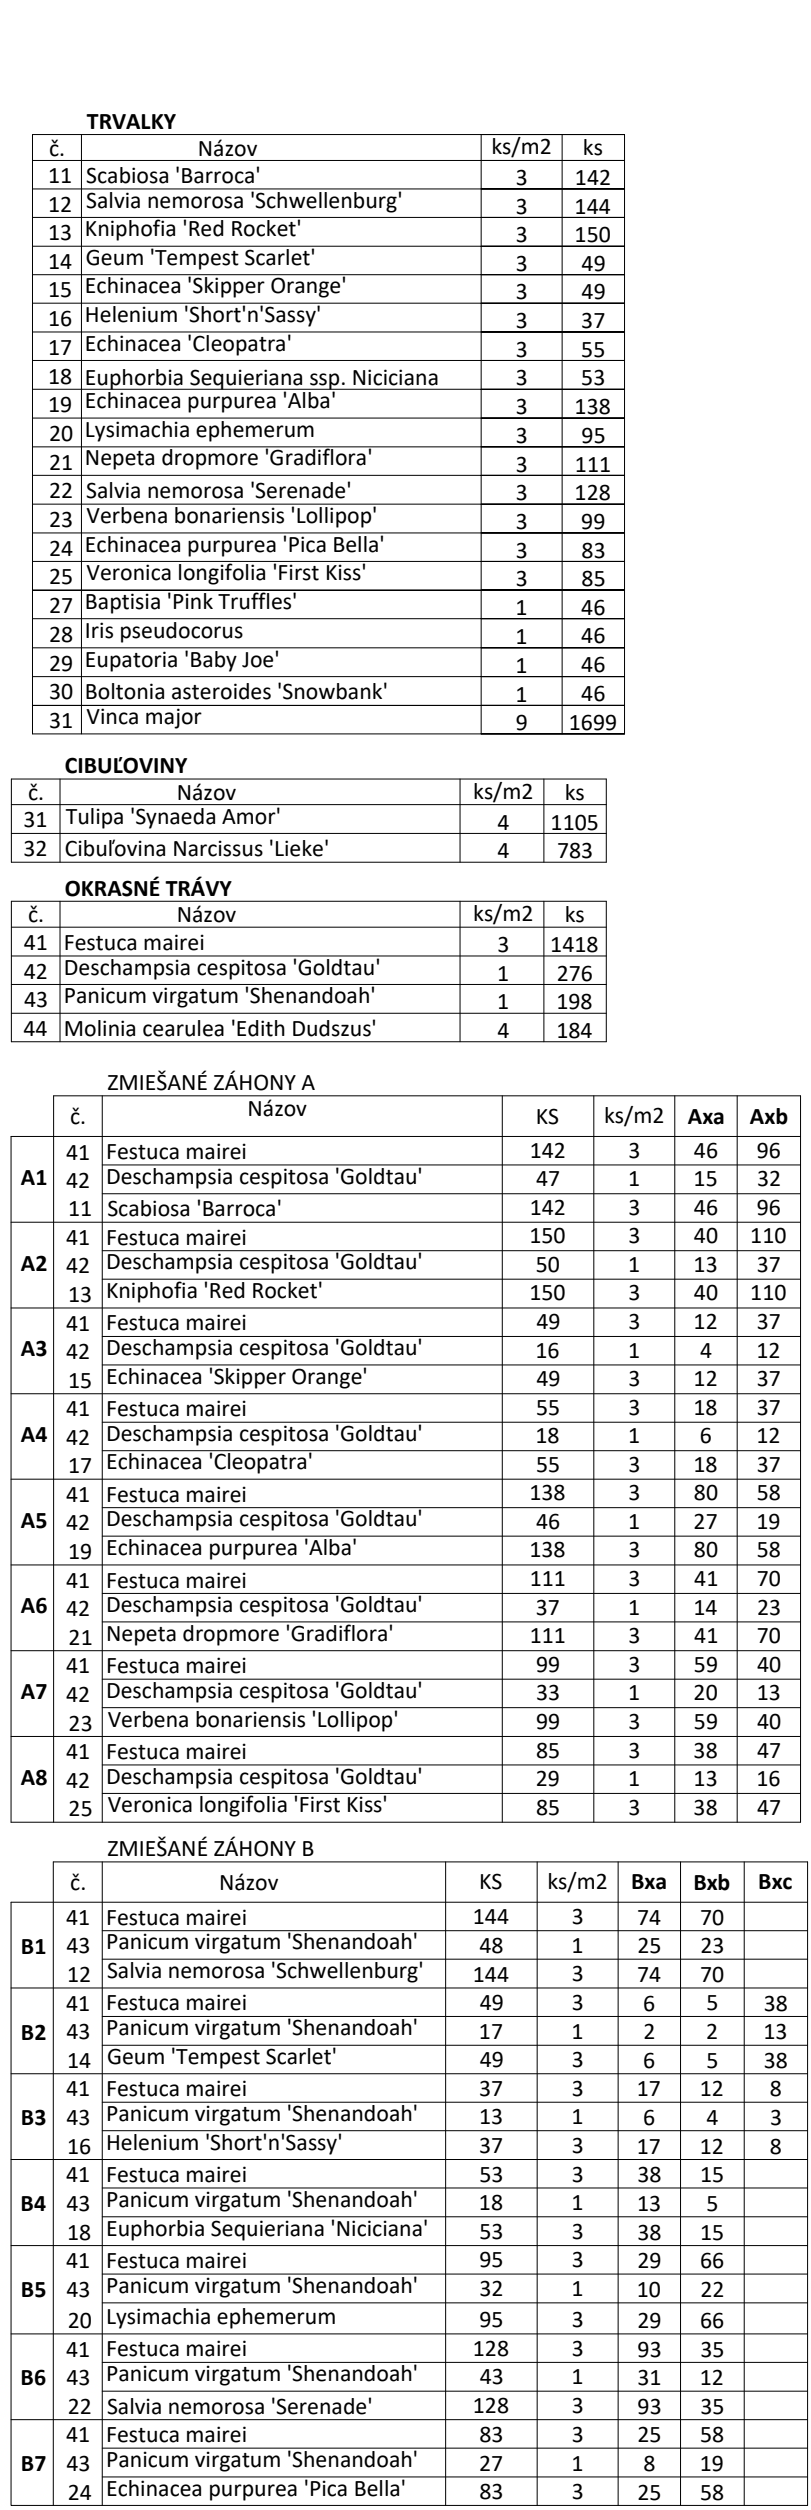 TRVALKY
č. Názov ks/m2 ks
11 Scabiosa 'Barroca' 3 142
12 Salvia nemorosa 'Schwellenburg' 3 144
13 Kniphofia 'Red Rocket' 3 150
14 Geum 'Tempest Scarlet' 3 49
15 Echinacea 'Skipper Orange' 3 49
16 Helenium 'Short'n'Sassy' 3 37
17 Echinacea 'Cleopatra' 3 55
18 Euphorbia Sequieriana ssp. Niciciana 3 53
19 Echinacea purpurea 'Alba' 3 138
20 Lysimachia ephemerum 3 95
21 Nepeta dropmore 'Gradiflora' 3 111
22 Salvia nemorosa 'Serenade' 3 128
23 Verbena bonariensis 'Lollipop' 3 99
24 Echinacea purpurea 'Pica Bella' 3 83
25 Veronica longifolia 'First Kiss' 3 85
27 Baptisia 'Pink Truffles' 1 46
28 Iris pseudocorus 1 46
29 Eupatoria 'Baby Joe' 1 46
30 Boltonia asteroides 'Snowbank' 1 46
31 Vinca major 9 1699
CIBUĽOVINY
č. Názov ks/m2 ks
31 Tulipa 'Synaeda Amor' 4 1105
32 Cibuľovina Narcissus 'Lieke' 4 783
OKRASNÉ TRÁVY
č. Názov ks/m2 ks
41 Festuca mairei 3 1418
42 Deschampsia cespitosa 'Goldtau' 1 276
43 Panicum virgatum 'Shenandoah' 1 198
44 Molinia cearulea 'Edith Dudszus' 4 184
ZMIEŠANÉ ZÁHONY A
č. Názov KS ks/m2 Axa Axb
41 Festuca mairei 142 3 46 96
A1 42 Deschampsia cespitosa 'Goldtau' 47 1 15 32
11 Scabiosa 'Barroca' 142 3 46 96
41 Festuca mairei 150 3 40 110
A2 42 Deschampsia cespitosa 'Goldtau' 50 1 13 37
13 Kniphofia 'Red Rocket' 150 3 40 110
41 Festuca mairei 49 3 12 37
A3 42 Deschampsia cespitosa 'Goldtau' 16 1 4 12
15 Echinacea 'Skipper Orange' 49 3 12 37
41 Festuca mairei 55 3 18 37
A4 42 Deschampsia cespitosa 'Goldtau' 18 1 6 12
17 Echinacea 'Cleopatra' 55 3 18 37
41 Festuca mairei 138 3 80 58
A5 42 Deschampsia cespitosa 'Goldtau' 46 1 27 19
19 Echinacea purpurea 'Alba' 138 3 80 58
41 Festuca mairei 111 3 41 70
A6 42 Deschampsia cespitosa 'Goldtau' 37 1 14 23
21 Nepeta dropmore 'Gradiflora' 111 3 41 70
41 Festuca mairei 99 3 59 40
A7 42 Deschampsia cespitosa 'Goldtau' 33 1 20 13
23 Verbena bonariensis 'Lollipop' 99 3 59 40
41 Festuca mairei 85 3 38 47
A8 42 Deschampsia cespitosa 'Goldtau' 29 1 13 16
25 Veronica longifolia 'First Kiss' 85 3 38 47
ZMIEŠANÉ ZÁHONY B
č. Názov KS ks/m2 Bxa Bxb Bxc
41 Festuca mairei 144 3 74 70
B1 43 Panicum virgatum 'Shenandoah' 48 1 25 23
12 Salvia nemorosa 'Schwellenburg' 144 3 74 70
41 Festuca mairei 49 3 6 5 38
B2 43 Panicum virgatum 'Shenandoah' 17 1 2 2 13
14 Geum 'Tempest Scarlet' 49 3 6 5 38
41 Festuca mairei 37 3 17 12 8
B3 43 Panicum virgatum 'Shenandoah' 13 1 6 4 3
16 Helenium 'Short'n'Sassy' 37 3 17 12 8
41 Festuca mairei 53 3 38 15
B4 43 Panicum virgatum 'Shenandoah' 18 1 13 5
18 Euphorbia Sequieriana 'Niciciana' 53 3 38 15
41 Festuca mairei 95 3 29 66
B5 43 Panicum virgatum 'Shenandoah' 32 1 10 22
20 Lysimachia ephemerum 95 3 29 66
41 Festuca mairei 128 3 93 35
B6 43 Panicum virgatum 'Shenandoah' 43 1 31 12
22 Salvia nemorosa 'Serenade' 128 3 93 35
41 Festuca mairei 83 3 25 58
B7 43 Panicum virgatum 'Shenandoah' 27 1 8 19
24 Echinacea purpurea 'Pica Bella' 83 3 25 58